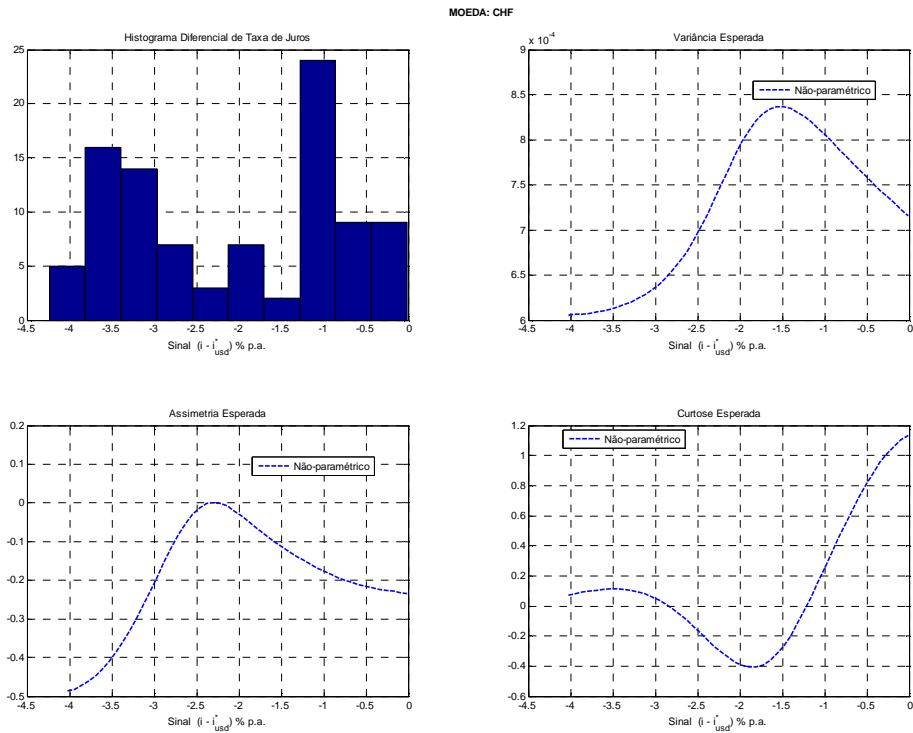 MOEDA: CHF
Histograma Diferencial de Taxa de Juros
25
20
15
10
5
0
-4.5 -4 -3.5 -3 -2.5 -2 -1.5 -1 -0.5 0
Sinal (i - i*usd) % p.a.
Variância Esperada
x 10^-4
9
8.5
8
7.5
7
6.5
6
Não-paramétrico
-4.5 -4 -3.5 -3 -2.5 -2 -1.5 -1 -0.5 0
Sinal (i - i*usd) % p.a.
Assimetria Esperada
0.2
0.1
0
-0.1
-0.2
-0.3
-0.4
-0.5
Não-paramétrico
-4.5 -4 -3.5 -3 -2.5 -2 -1.5 -1 -0.5 0
Sinal (i - i*usd) % p.a.
Curtose Esperada
1.2
1
0.8
0.6
0.4
0.2
0
-0.2
-0.4
-0.6
Não-paramétrico
-4.5 -4 -3.5 -3 -2.5 -2 -1.5 -1 -0.5 0
Sinal (i - i*usd) % p.a.